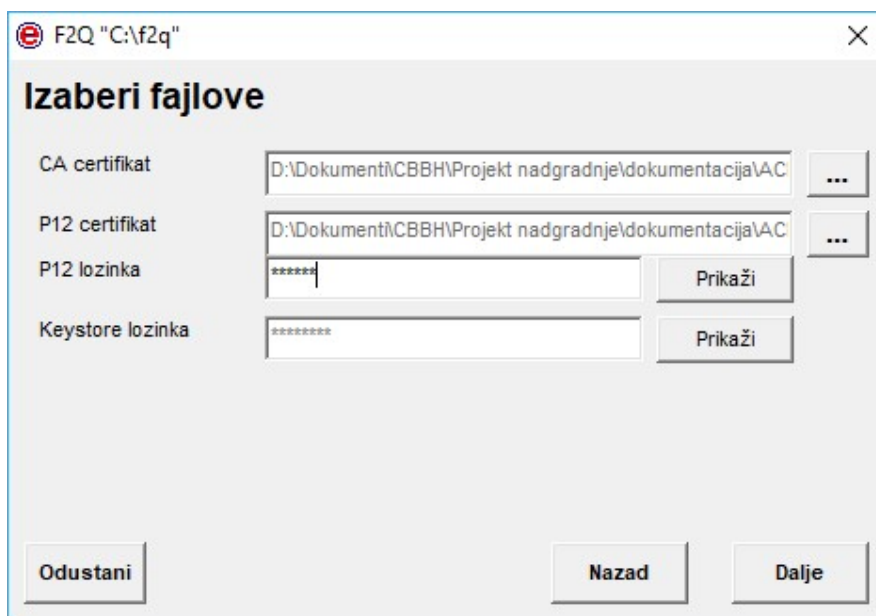 e F2Q "C:\f2q"
Izaberi fajlove
CA certifikat D:\Dokumenti\CBBH\Projekt nadgradnje\dokumentacija\AC ...
P12 certifikat D:\Dokumenti\CBBH\Projekt nadgradnje\dokumentacija\AC ...
P12 lozinka ****** Prikaži
Keystore lozinka ******** Prikaži
Odustani Nazad Dalje